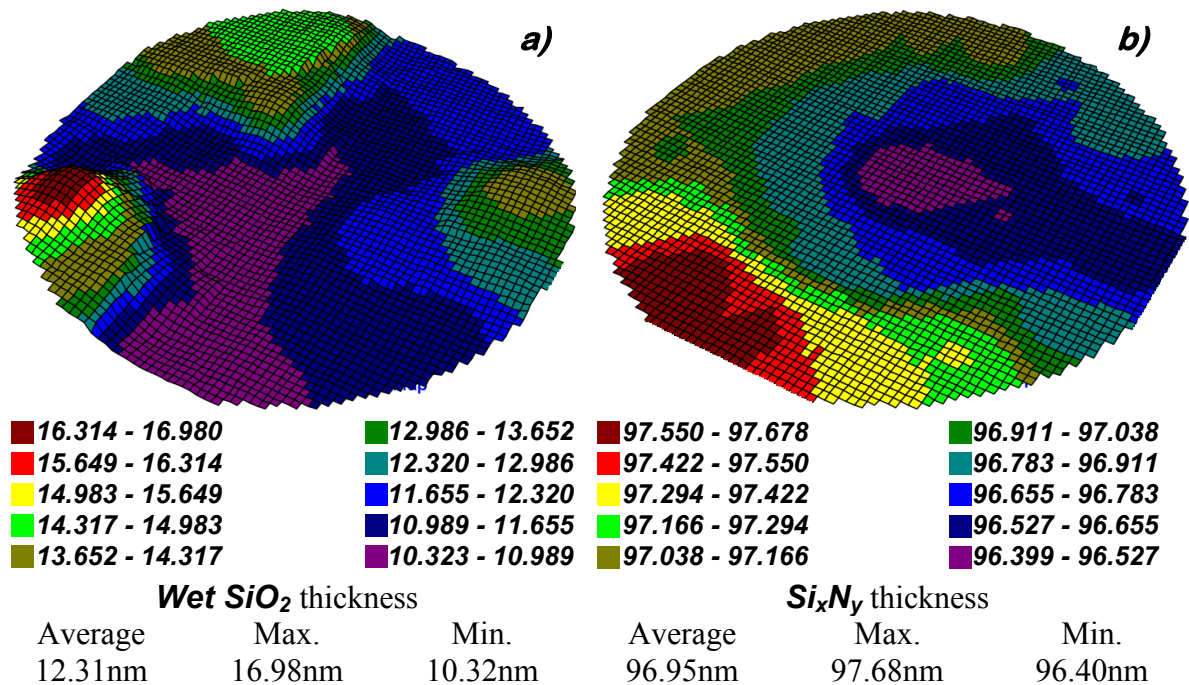 a)
b)
16.314 - 16.980
15.649 - 16.314
14.983 - 15.649
14.317 - 14.983
13.652 - 14.317
12.986 - 13.652
12.320 - 12.986
11.655 - 12.320
10.989 - 11.655
10.323 - 10.989
97.550 - 97.678
97.422 - 97.550
97.294 - 97.422
97.166 - 97.294
97.038 - 97.166
96.911 - 97.038
96.783 - 96.911
96.655 - 96.783
96.527 - 96.655
96.399 - 96.527
Wet SiO₂ thickness
Average Max. Min.
12.31nm 16.98nm 10.32nm
SiₓNᵧ thickness
Average Max. Min.
96.95nm 97.68nm 96.40nm